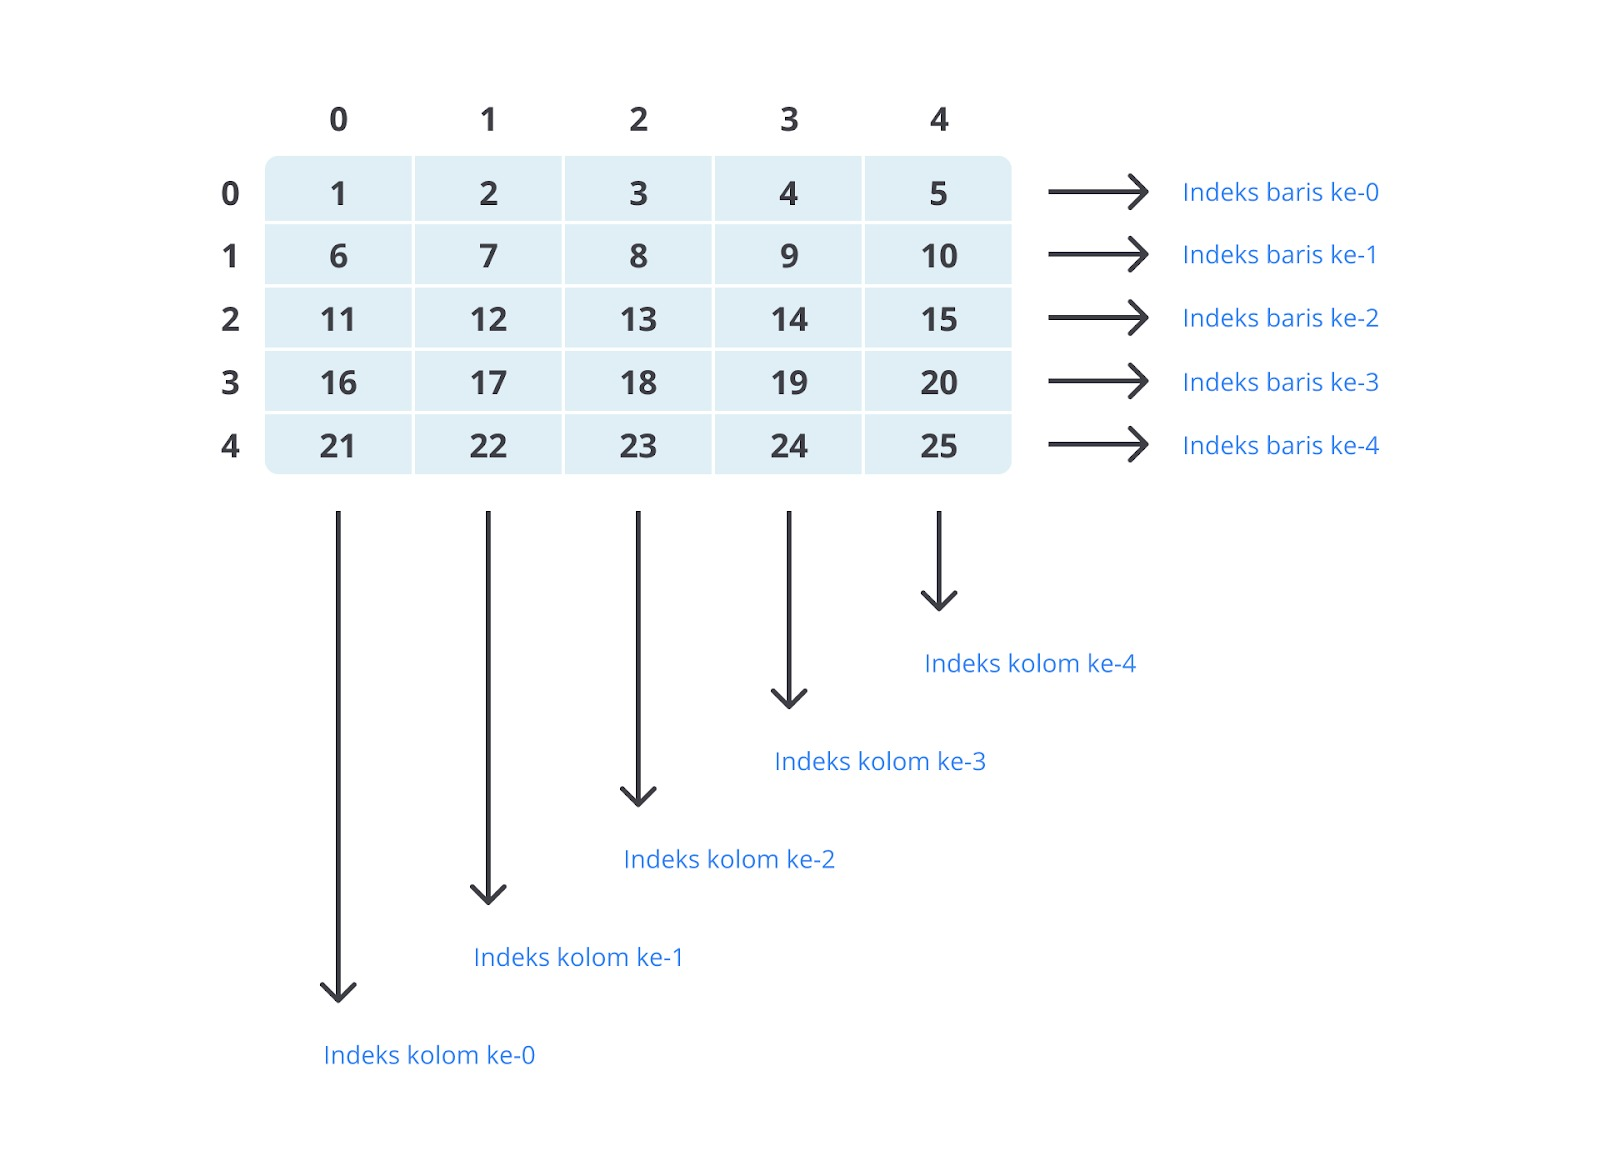 0 1 2 3 4
0 1 2 3 4 5 Indeks baris ke-0
1 6 7 8 9 10 Indeks baris ke-1
2 11 12 13 14 15 Indeks baris ke-2
3 16 17 18 19 20 Indeks baris ke-3
4 21 22 23 24 25 Indeks baris ke-4
Indeks kolom ke-4
Indeks kolom ke-3
Indeks kolom ke-2
Indeks kolom ke-1
Indeks kolom ke-0